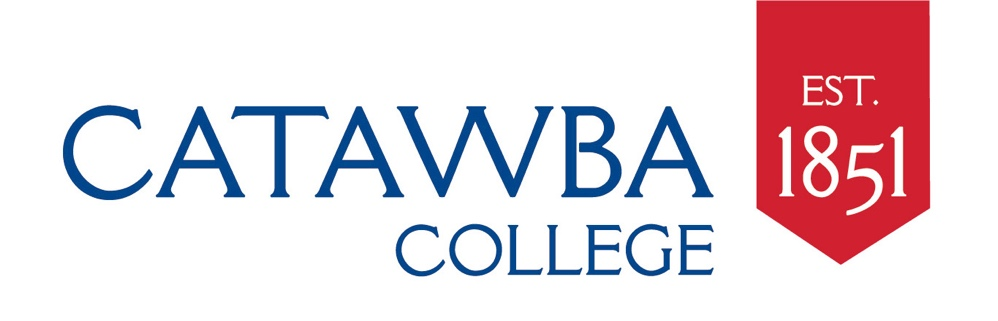 CATAWBA
COLLEGE
EST.
1851